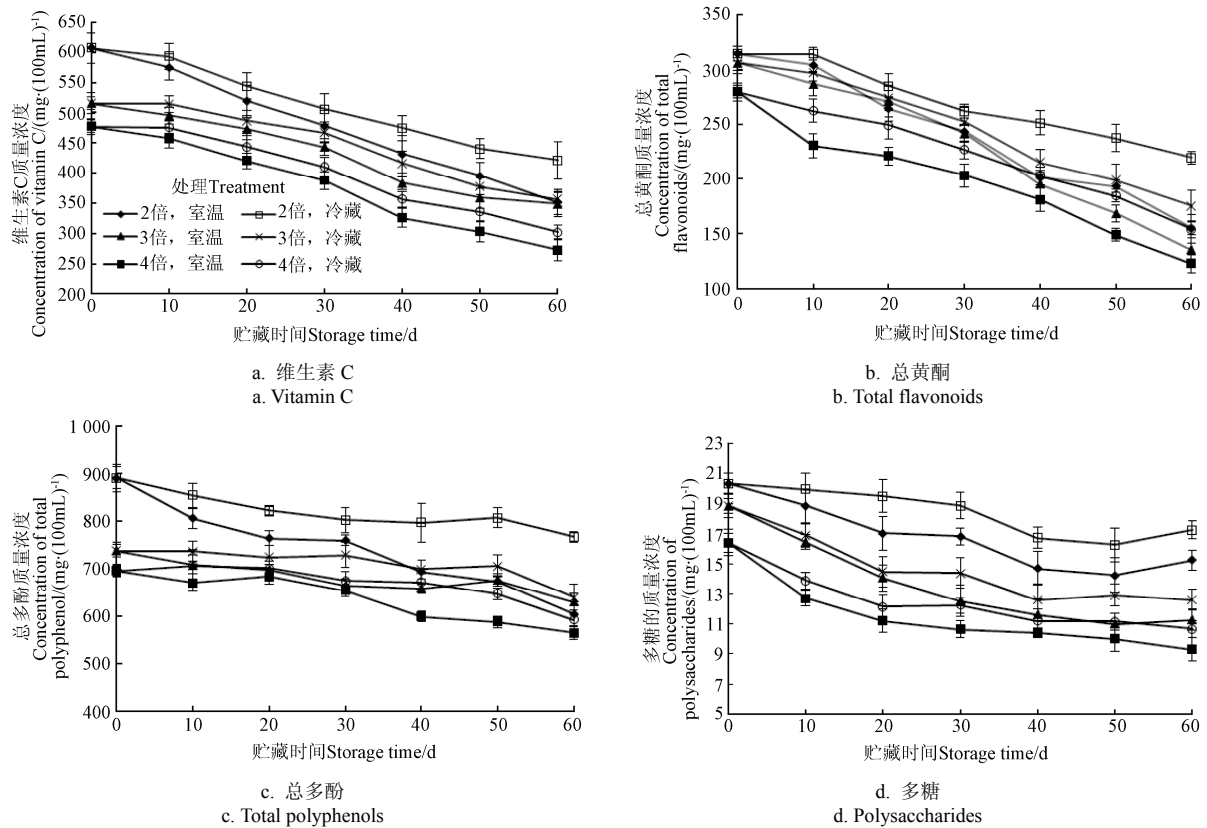 650
600
550
500
450
400
350
300
250
200
维生素C质量浓度
Concentration of vitamin C/(mg·(100mL)⁻¹)
处理Treatment
2倍，室温
2倍，冷藏
3倍，室温
3倍，冷藏
4倍，室温
4倍，冷藏
0 10 20 30 40 50 60
贮藏时间Storage time/d
a. 维生素 C
a. Vitamin C
350
300
250
200
150
100
总黄酮质量浓度
Concentration of total
flavonoids/(mg·(100mL)⁻¹)
0 10 20 30 40 50 60
贮藏时间Storage time/d
b. 总黄酮
b. Total flavonoids
1 000
900
800
700
600
500
400
总多酚质量浓度
Concentration of total
polyphenol/(mg·(100mL)⁻¹)
0 10 20 30 40 50 60
贮藏时间Storage time/d
c. 总多酚
c. Total polyphenols
23
21
19
17
15
13
11
9
7
5
多糖的质量浓度
Concentration of
polysaccharides/(mg·(100mL)⁻¹)
0 10 20 30 40 50 60
贮藏时间Storage time/d
d. 多糖
d. Polysaccharides